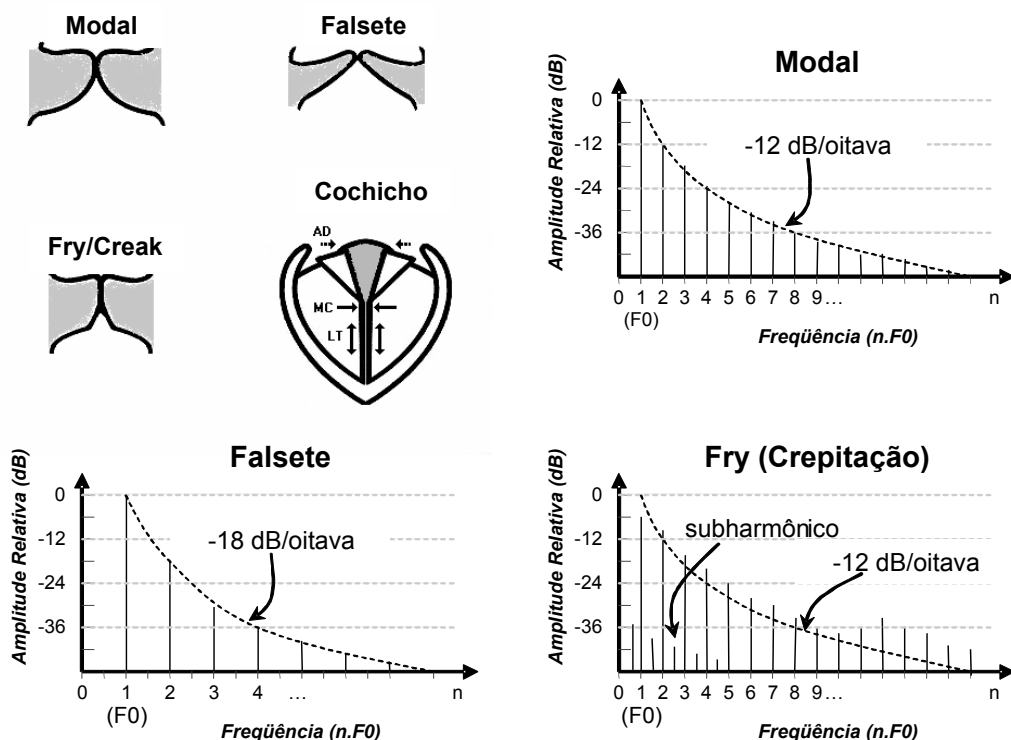 Modal
Falsete
Fry/Creak
Cochicho
AD
MC
LT
Modal
Amplitude Relativa (dB)
0
-12
-24
-36
-12 dB/oitava
0 1 2 3 4 5 6 7 8 9... n
(F0)
Freqüência (n.F0)
Falsete
Amplitude Relativa (dB)
0
-12
-24
-36
-18 dB/oitava
0 1 2 3 4 ... n
(F0)
Freqüência (n.F0)
Fry (Crepitação)
Amplitude Relativa (dB)
0
-12
-24
-36
subharmônico
-12 dB/oitava
0 1 2 3 4 5 6 7 8 9... n
(F0)
Freqüência (n.F0)